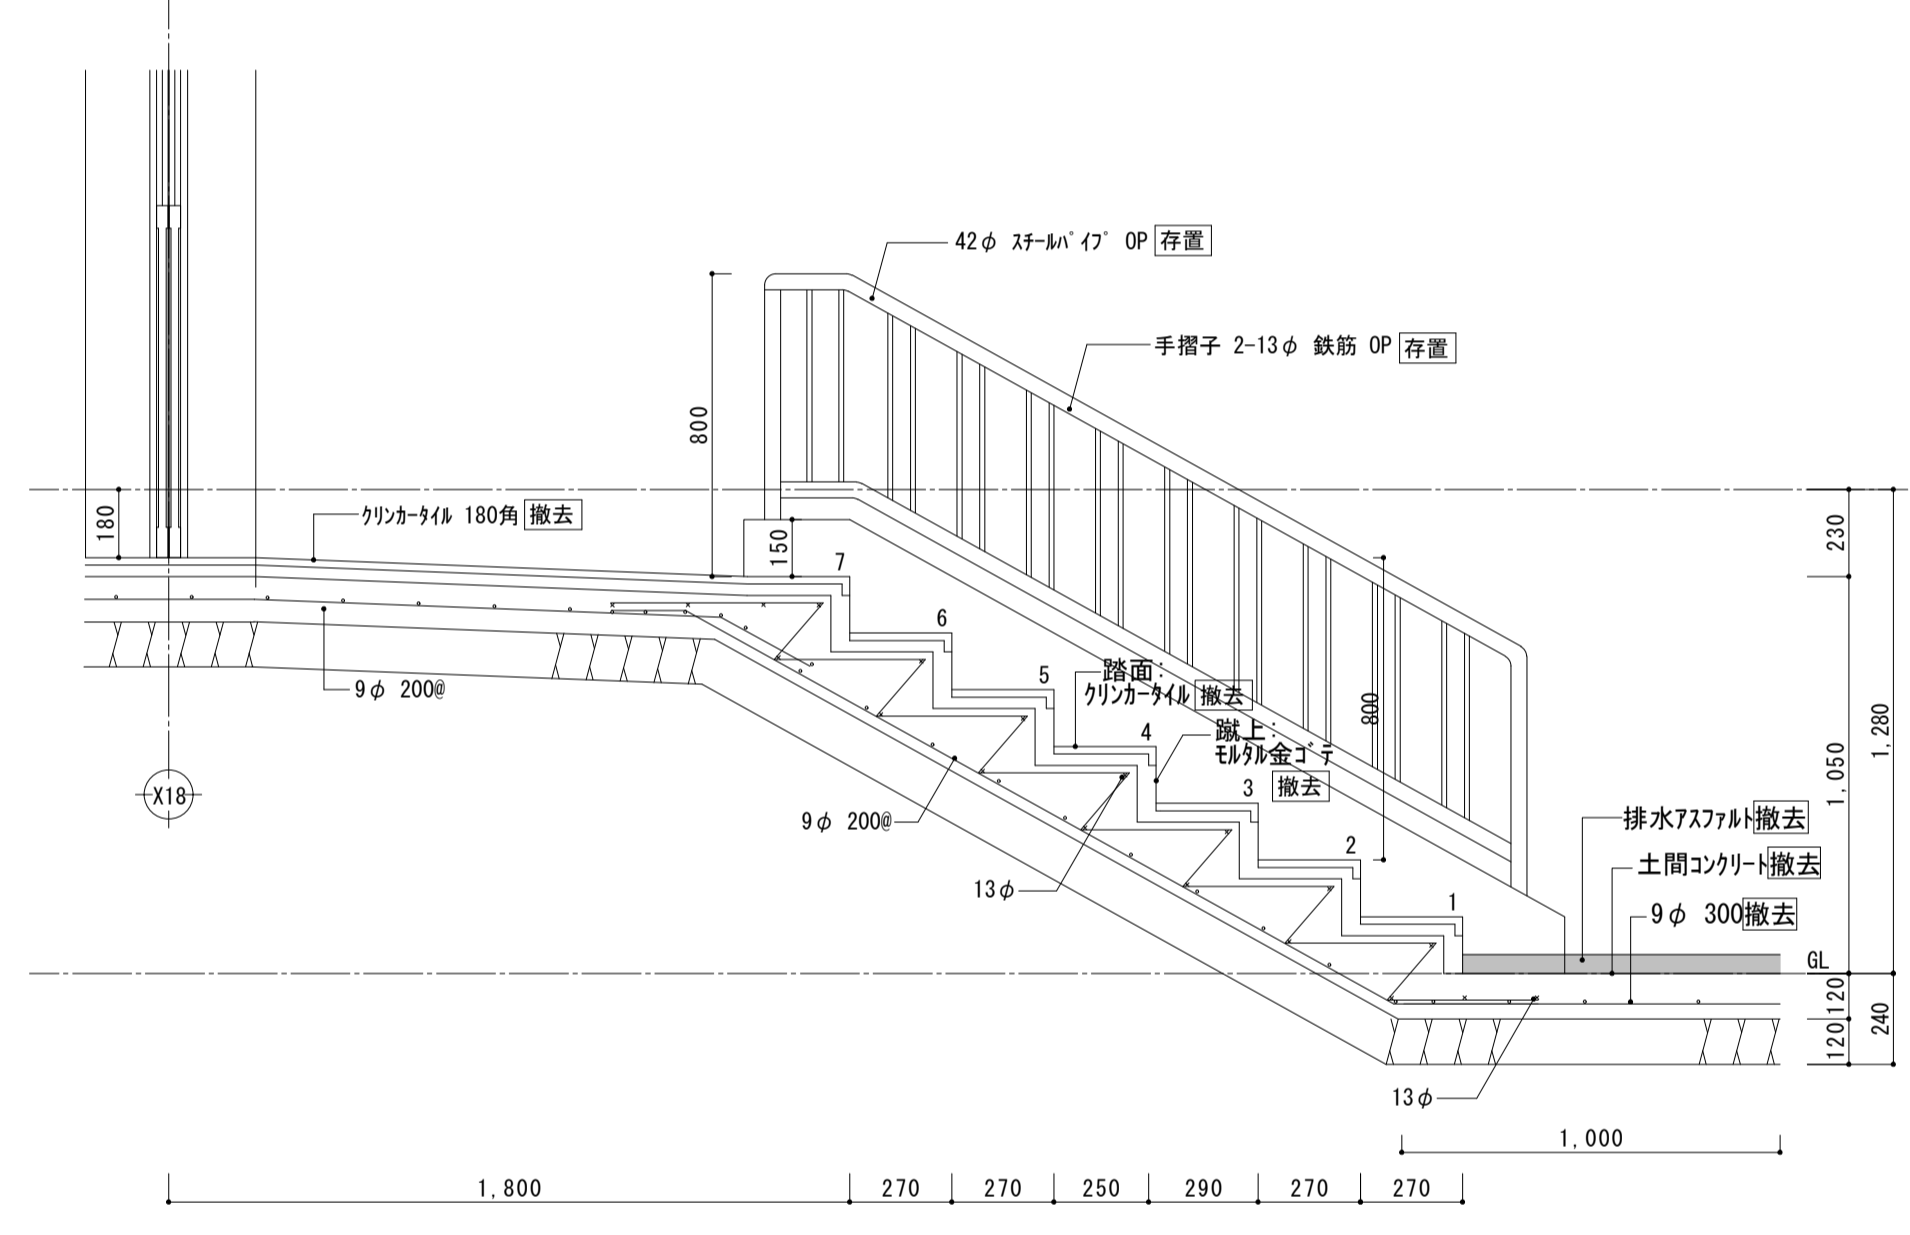 42φ ｽﾁｰﾙﾊﾟｲﾌﾟ OP 存置
手摺子 2-13φ 鉄筋 OP 存置
800
180
ｸﾘﾝｶｰﾀｲﾙ 180角 撤去
150
7
6
5
4
3
2
1
踏面:
ｸﾘﾝｶｰﾀｲﾙ 撤去
蹴上:
ﾓﾙﾀﾙ金ｺﾞﾃ
撤去
800
230
1,050
1,280
9φ 200@
X18
9φ 200@
13φ
排水ｱｽﾌｧﾙﾄ 撤去
土間ｺﾝｸﾘｰﾄ 撤去
9φ 300 撤去
GL
120
120
240
13φ
1,000
1,800
270
270
250
290
270
270